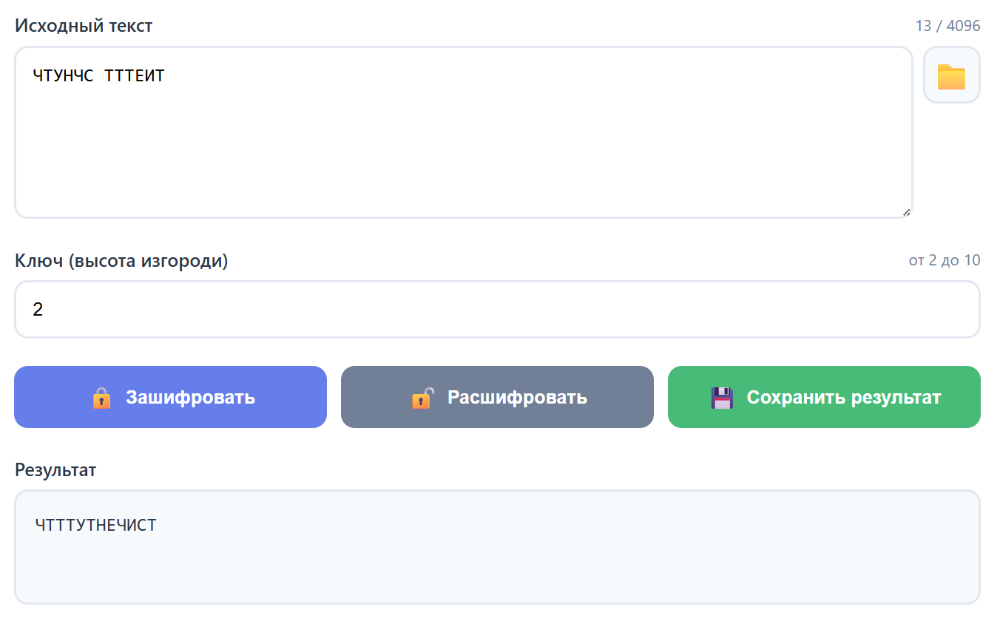 Исходный текст 13 / 4096
ЧТУНЧС ТТТЕИТ
Ключ (высота изгороди) от 2 до 10
2
Зашифровать Расшифровать Сохранить результат
Результат
ЧТТТУТНЕЧИСТ